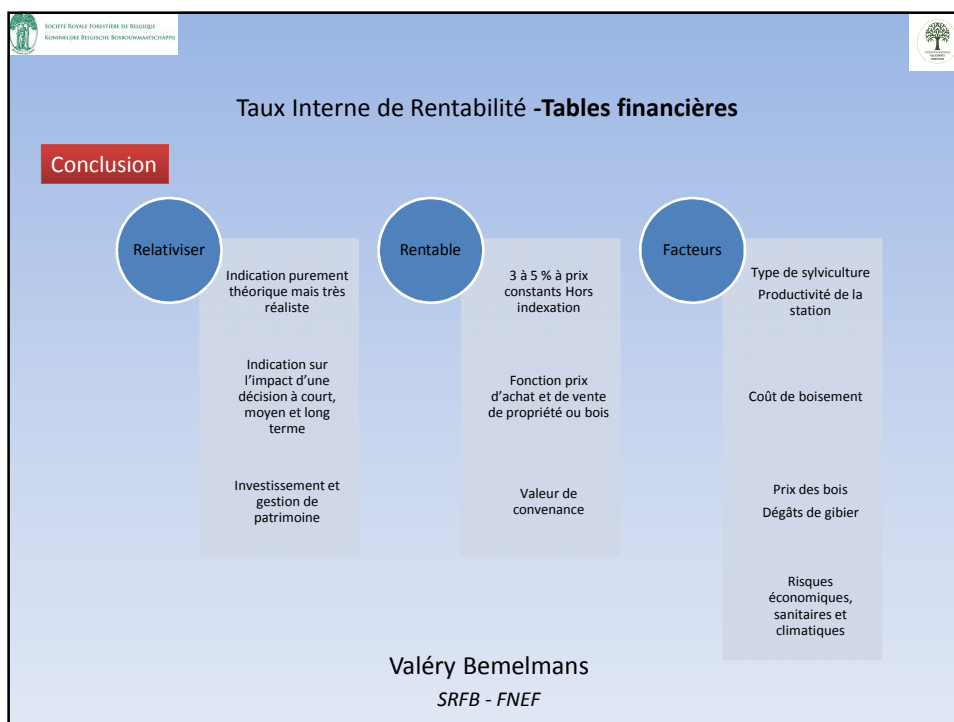 SOCIÉTÉ ROYALE FORESTIÈRE DE BELGIQUE
KONINKLIJKE BELGISCHE BOSBOUWMAATSCHAPPIJ
Taux Interne de Rentabilité -Tables financières
Conclusion
Relativiser
Indication purement
théorique mais très
réaliste
Indication sur
l’impact d’une
décision à court,
moyen et long
terme
Investissement et
gestion de
patrimoine
Rentable
3 à 5 % à prix
constants Hors
indexation
Fonction prix
d’achat et de vente
de propriété ou bois
Valeur de
convenance
Facteurs
Type de sylviculture
Productivité de la
station
Coût de boisement
Prix des bois
Dégâts de gibier
Risques
économiques,
sanitaires et
climatiques
Valéry Bemelmans
SRFB - FNEF